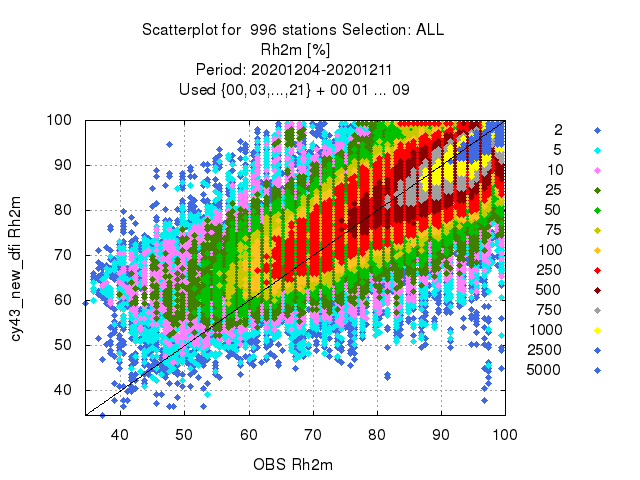 Scatterplot for 996 stations Selection: ALL
Rh2m [%]
Period: 20201204-20201211
Used {00,03,...,21} + 00 01 ... 09
100
90
80
70
60
50
40
cy43_new_dfi Rh2m
40 50 60 70 80 90 100
OBS Rh2m
2
5
10
25
50
75
100
250
500
750
1000
2500
5000